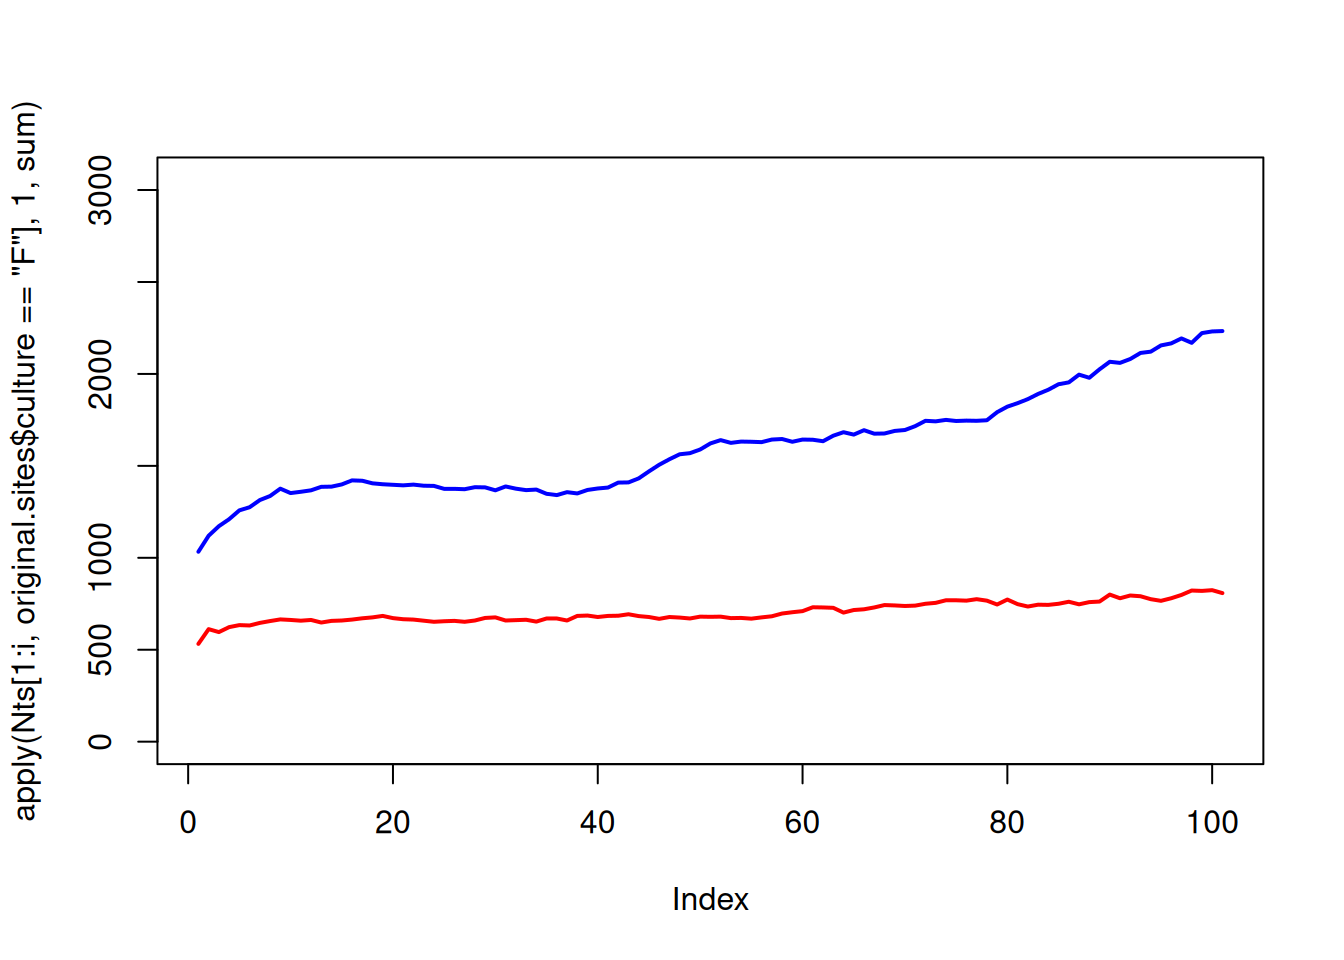 apply(Nts[1:i, original.sites$culture == "F"], 1, sum)
3000
2000
1000
500
0
0 20 40 60 80 100
Index